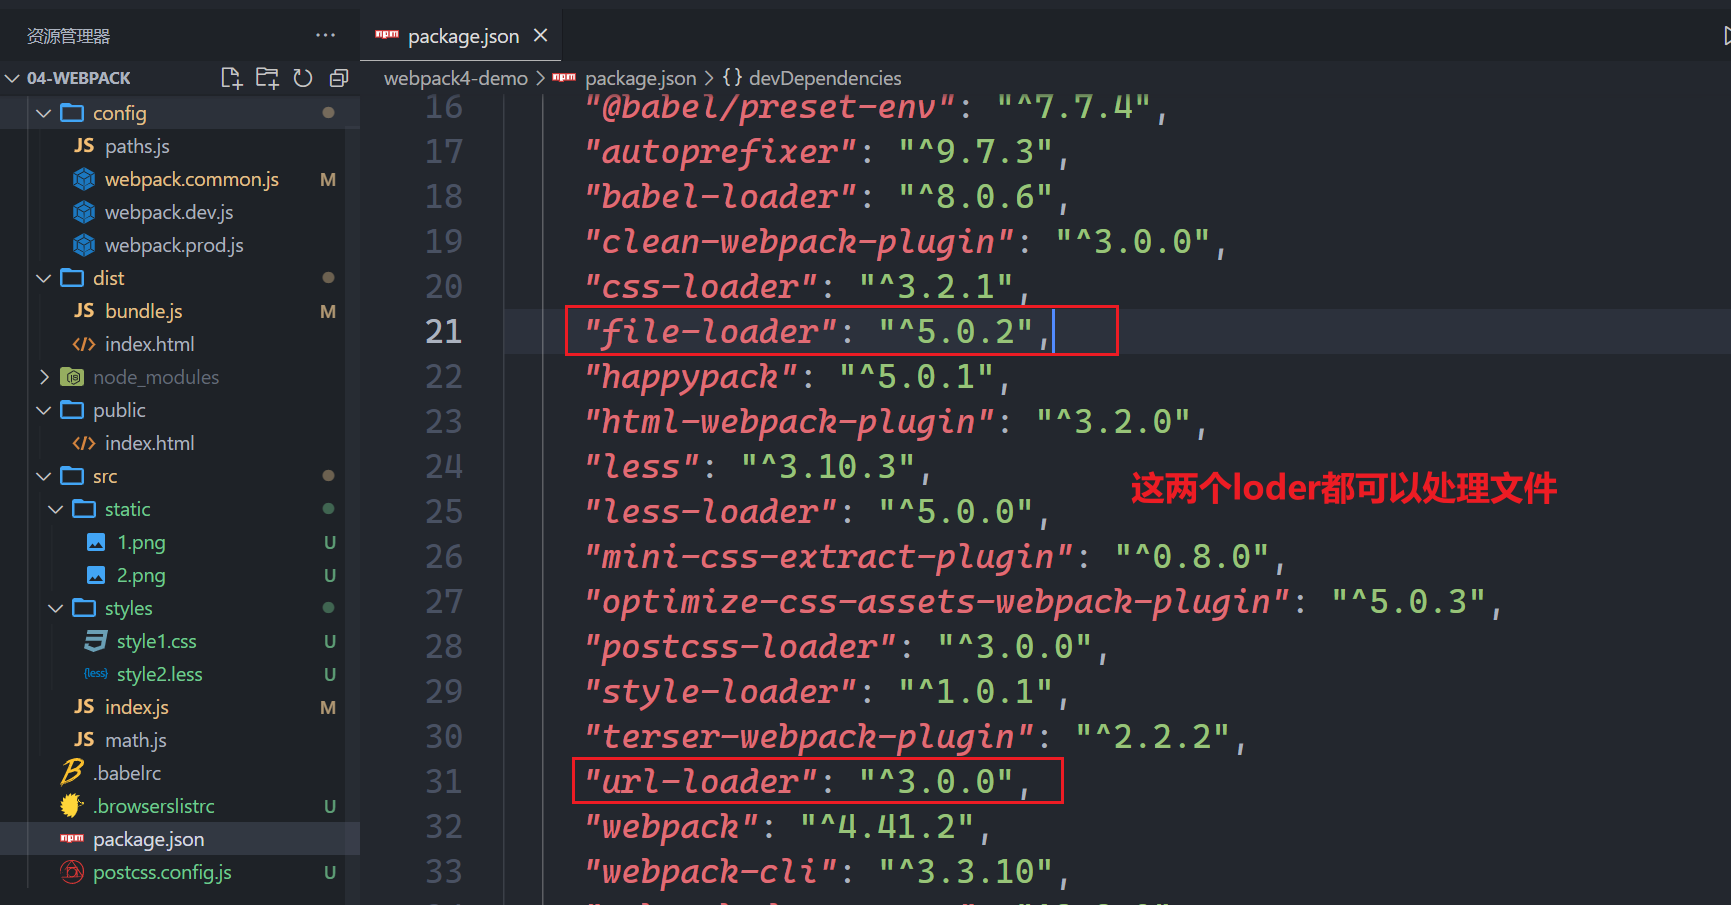 资源管理器
package.json
04-WEBPACK
webpack4-demo > package.json > {} devDependencies
config
paths.js
webpack.common.js M
webpack.dev.js
webpack.prod.js
dist
bundle.js M
index.html
node_modules
public
index.html
src
static
1.png U
2.png U
styles
style1.css U
style2.less U
index.js M
math.js
.babelrc
.browserslistrc U
package.json
postcss.config.js U
16 "@babel/preset-env": "^7.7.4",
17 "autoprefixer": "^9.7.3",
18 "babel-loader": "^8.0.6",
19 "clean-webpack-plugin": "^3.0.0",
20 "css-loader": "^3.2.1",
21 "file-loader": "^5.0.2",
22 "happypack": "^5.0.1",
23 "html-webpack-plugin": "^3.2.0",
24 "less": "^3.10.3",
25 "less-loader": "^5.0.0",
26 "mini-css-extract-plugin": "^0.8.0",
27 "optimize-css-assets-webpack-plugin": "^5.0.3",
28 "postcss-loader": "^3.0.0",
29 "style-loader": "^1.0.1",
30 "terser-webpack-plugin": "^2.2.2",
31 "url-loader": "^3.0.0",
32 "webpack": "^4.41.2",
33 "webpack-cli": "^3.3.10",
这两个loder都可以处理文件